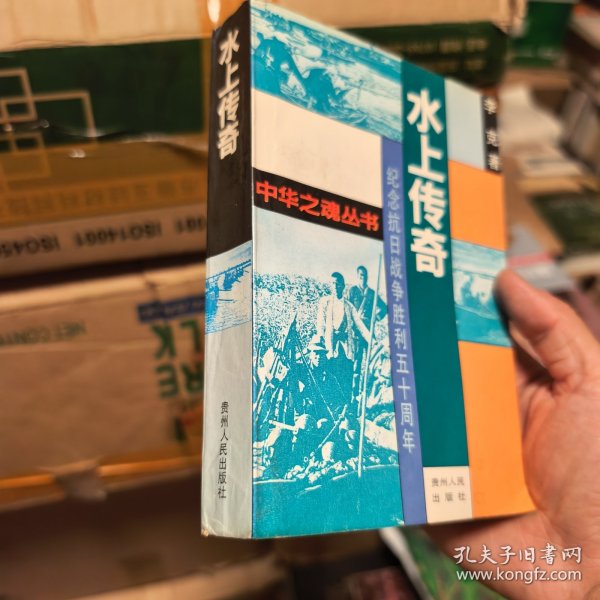 水上传奇
贵州人民出版社
李克著
水上传奇
中华之魂丛书
纪念抗日战争胜利五十周年
贵州人民
出版社
ISO14001
ISO450
孔夫子旧书网
www.kongfz.com